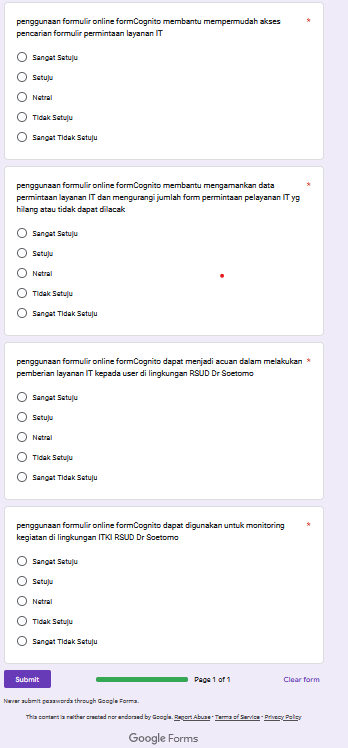 penggunaan formulir online formCognito membantu mempermudah akses *
pencarian formulir permintaan layanan IT
Sangat Setuju
Setuju
Netral
Tidak Setuju
Sangat Tidak Setuju
penggunaan formulir online formCognito membantu mengamankan data *
permintaan layanan IT dan mengurangi jumlah form permintaan pelayanan IT yg
hilang atau tidak dapat dilacak
Sangat Setuju
Setuju
Netral
Tidak Setuju
Sangat Tidak Setuju
penggunaan formulir online formCognito dapat menjadi acuan dalam melakukan *
pemberian layanan IT kepada user di lingkungan RSUD Dr Soetomo
Sangat Setuju
Setuju
Netral
Tidak Setuju
Sangat Tidak Setuju
penggunaan formulir online formCognito dapat digunakan untuk monitoring *
kegiatan di lingkungan ITKI RSUD Dr Soetomo
Sangat Setuju
Setuju
Netral
Tidak Setuju
Sangat Tidak Setuju
Submit Page 1 of 1 Clear form
Never submit passwords through Google Forms.
This content is neither created nor endorsed by Google. Report Abuse - Terms of Service - Privacy Policy
Google Forms